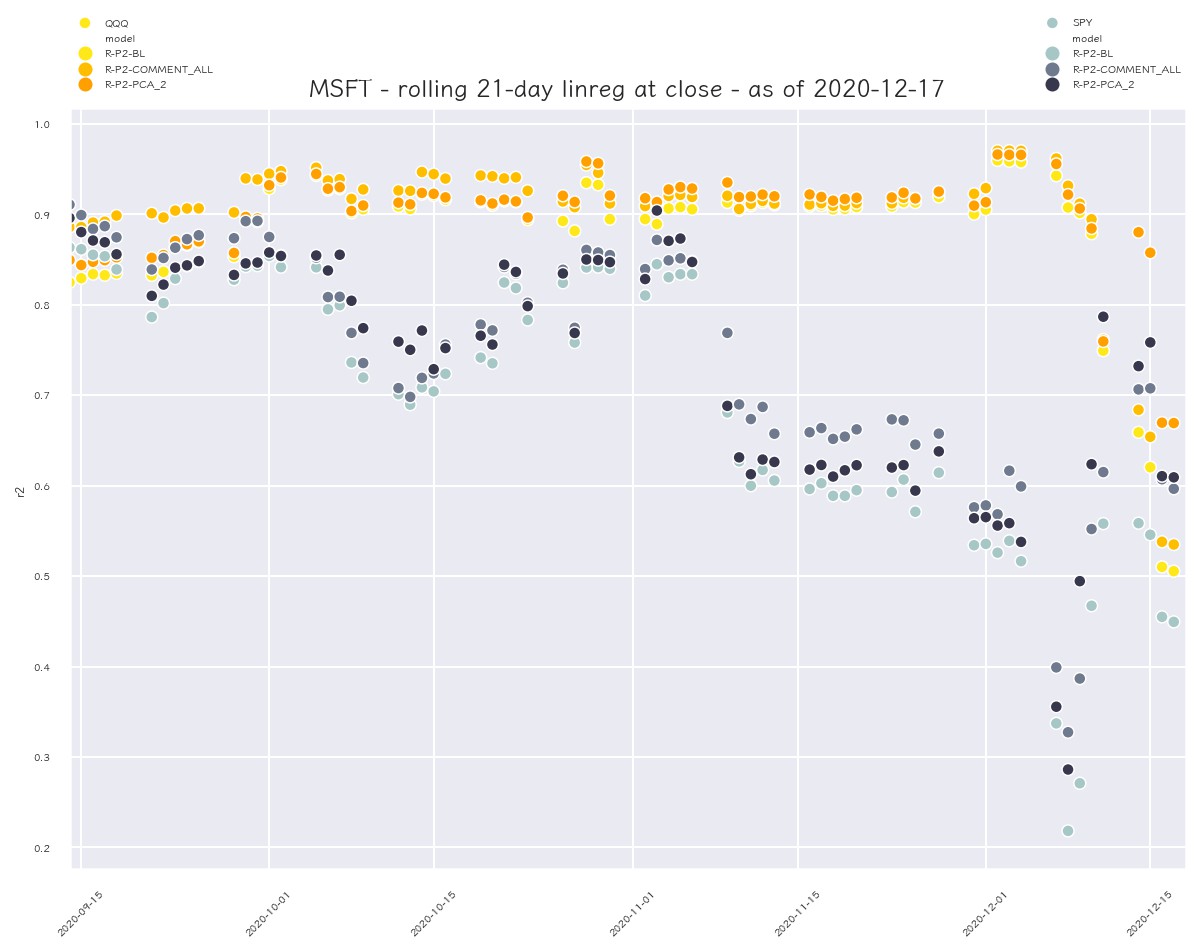 QQQ
model
R-P2-BL
R-P2-COMMENT_ALL
R-P2-PCA_2
SPY
model
R-P2-BL
R-P2-COMMENT_ALL
R-P2-PCA_2
MSFT - rolling 21-day linreg at close - as of 2020-12-17
1.0
0.9
0.8
0.7
0.6
0.5
0.4
0.3
0.2
r2
2020-09-15
2020-10-01
2020-10-15
2020-11-01
2020-11-15
2020-12-01
2020-12-15